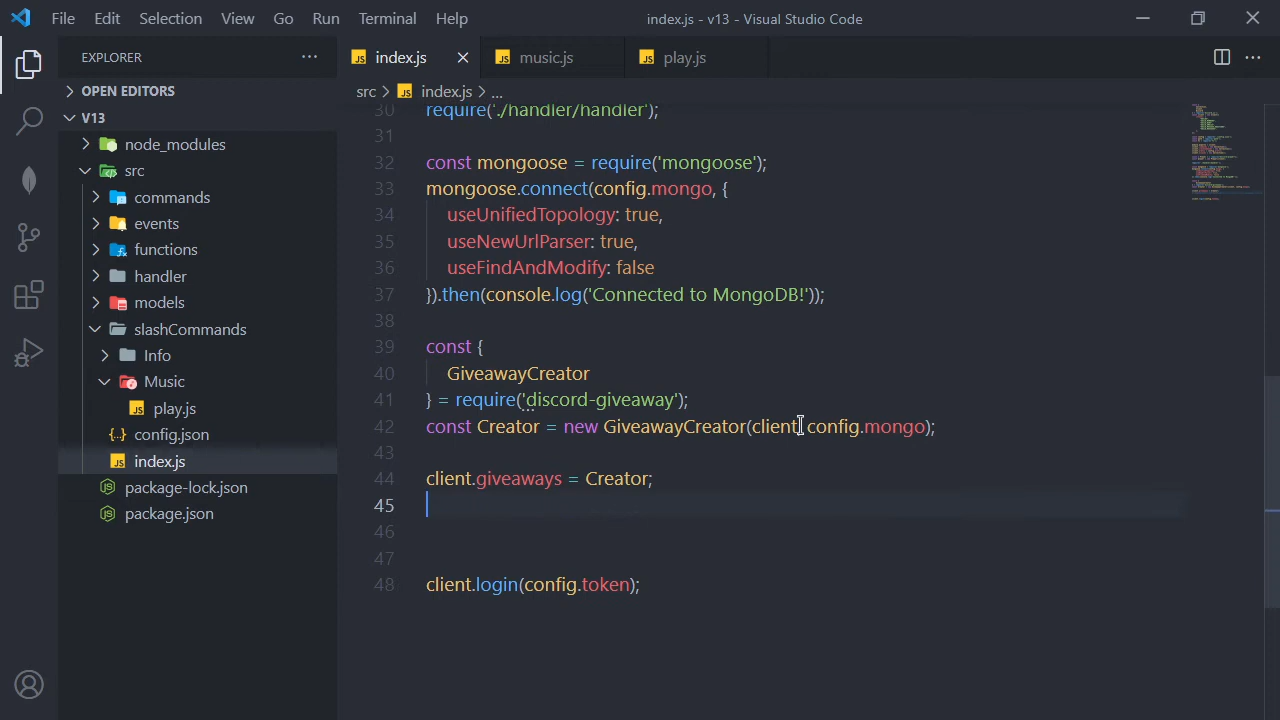 File Edit Selection View Go Run Terminal Help
index.js - v13 - Visual Studio Code
EXPLORER
OPEN EDITORS
V13
node_modules
src
commands
events
functions
handler
models
slashCommands
Info
Music
play.js
config.json
index.js
package-lock.json
package.json
index.js music.js play.js
src > index.js > ...
30 require('./handler/handler');
31
32 const mongoose = require('mongoose');
33 mongoose.connect(config.mongo, {
34 useUnifiedTopology: true,
35 useNewUrlParser: true,
36 useFindAndModify: false
37 }).then(console.log('Connected to MongoDB!'));
38
39 const {
40 GiveawayCreator
41 } = require('discord-giveaway');
42 const Creator = new GiveawayCreator(client, config.mongo);
43
44 client.giveaways = Creator;
45
46
47
48 client.login(config.token);